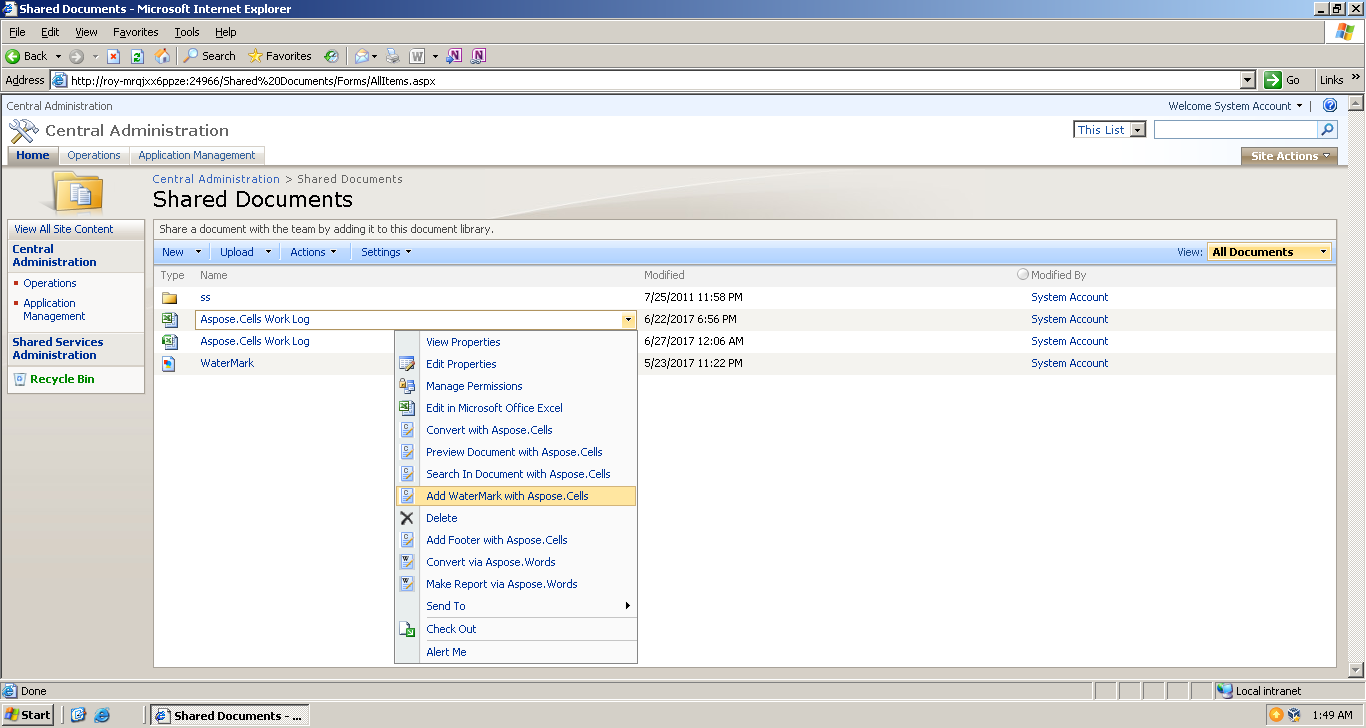 Shared Documents - Microsoft Internet Explorer
File Edit View Favorites Tools Help
Back Search Favorites
Address http://roy-mrqjxx6ppze:24966/Shared%20Documents/Forms/AllItems.aspx Go Links »
Central Administration Welcome System Account
Central Administration This List
Home Operations Application Management Site Actions
Central Administration > Shared Documents
Shared Documents
View All Site Content
Central
Administration
Operations
Application
Management
Shared Services
Administration
Recycle Bin
Share a document with the team by adding it to this document library.
New Upload Actions Settings View: All Documents
Type Name Modified Modified By
ss 7/25/2011 11:58 PM System Account
Aspose.Cells Work Log 6/22/2017 6:56 PM System Account
Aspose.Cells Work Log 6/27/2017 12:06 AM System Account
WaterMark 5/23/2017 11:22 PM System Account
View Properties
Edit Properties
Manage Permissions
Edit in Microsoft Office Excel
Convert with Aspose.Cells
Preview Document with Aspose.Cells
Search In Document with Aspose.Cells
Add WaterMark with Aspose.Cells
Delete
Add Footer with Aspose.Cells
Convert via Aspose.Words
Make Report via Aspose.Words
Send To
Check Out
Alert Me
Done Local intranet
Start Shared Documents - ... 1:49 AM